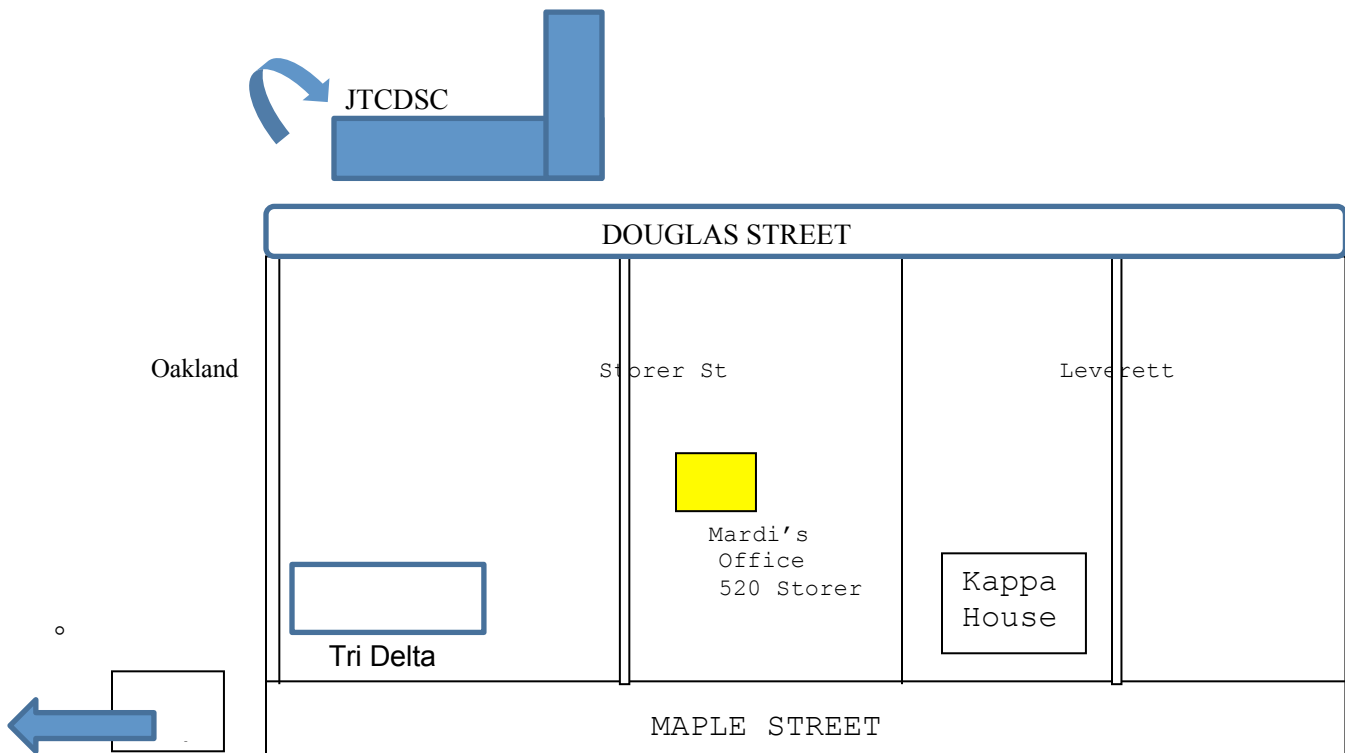 JTCDSC
DOUGLAS STREET
Oakland
Storer St
Leverett
Mardi’s
Office
520 Storer
Kappa
House
Tri Delta
MAPLE STREET